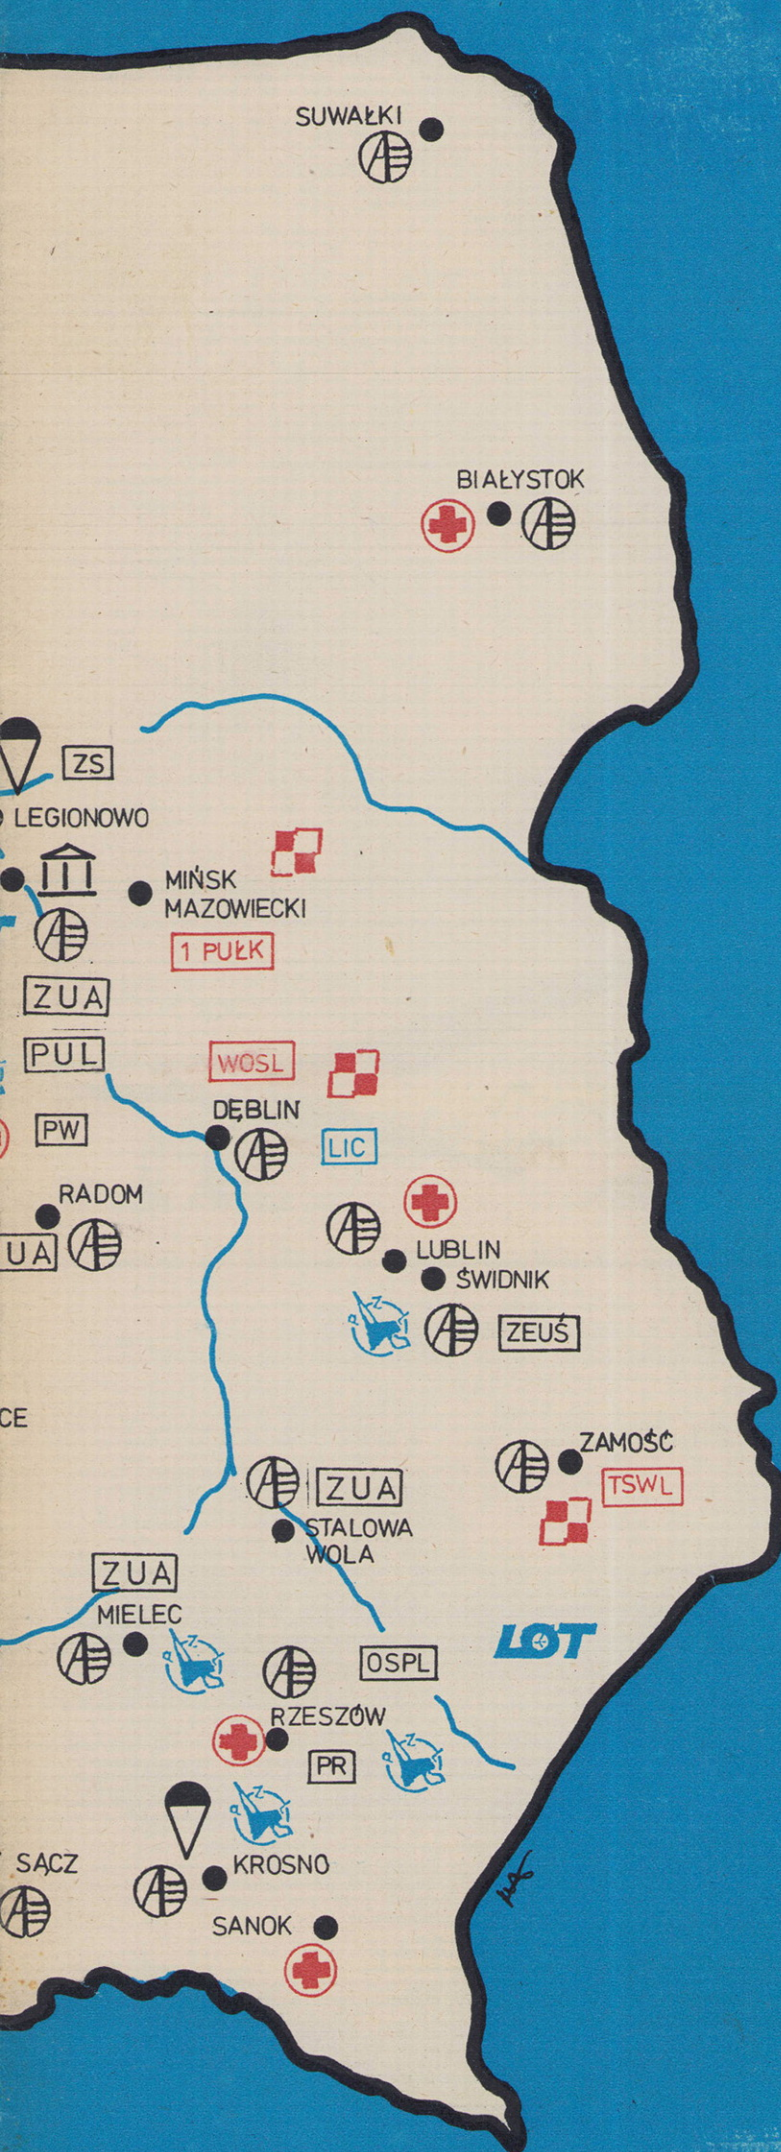 SUWAŁKI
BIAŁYSTOK
ZS
LEGIONOWO
MIŃSK
MAZOWIECKI
1 PUŁK
ZUA
PUL
WOSL
DĘBLIN
PW
LIC
RADOM
UA
LUBLIN
ŚWIDNIK
ZEUŚ
CE
ZAMOŚĆ
TSWL
ZUA
STALOWA
WOLA
ZUA
MIELEC
LOT
OSPL
RZESZÓW
PR
SĄCZ
KROSNO
SANOK